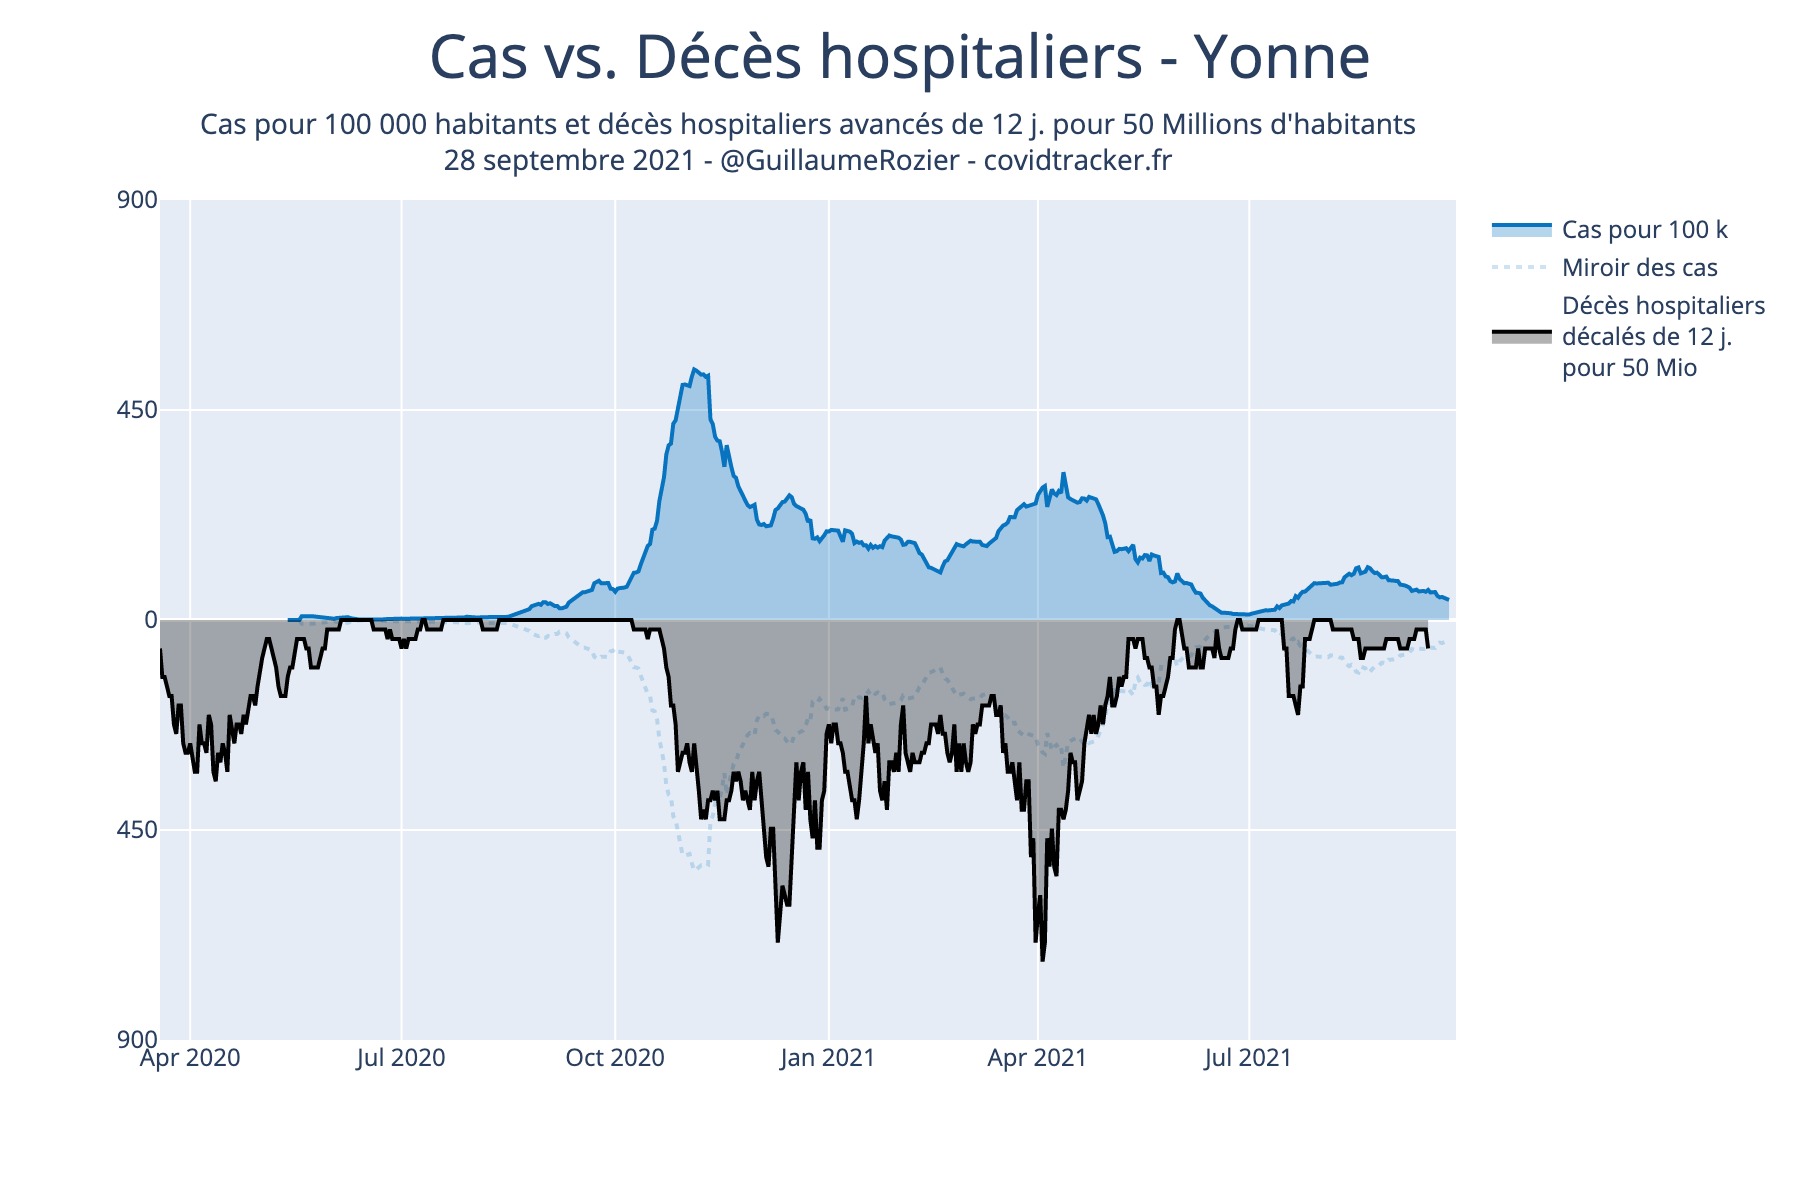 Cas vs. Décès hospitaliers - Yonne
Cas pour 100 000 habitants et décès hospitaliers avancés de 12 j. pour 50 Millions d'habitants
28 septembre 2021 - @GuillaumeRozier - covidtracker.fr
900
450
0
450
900
Apr 2020
Jul 2020
Oct 2020
Jan 2021
Apr 2021
Jul 2021
Cas pour 100 k
Miroir des cas
Décès hospitaliers
décalés de 12 j.
pour 50 Mio